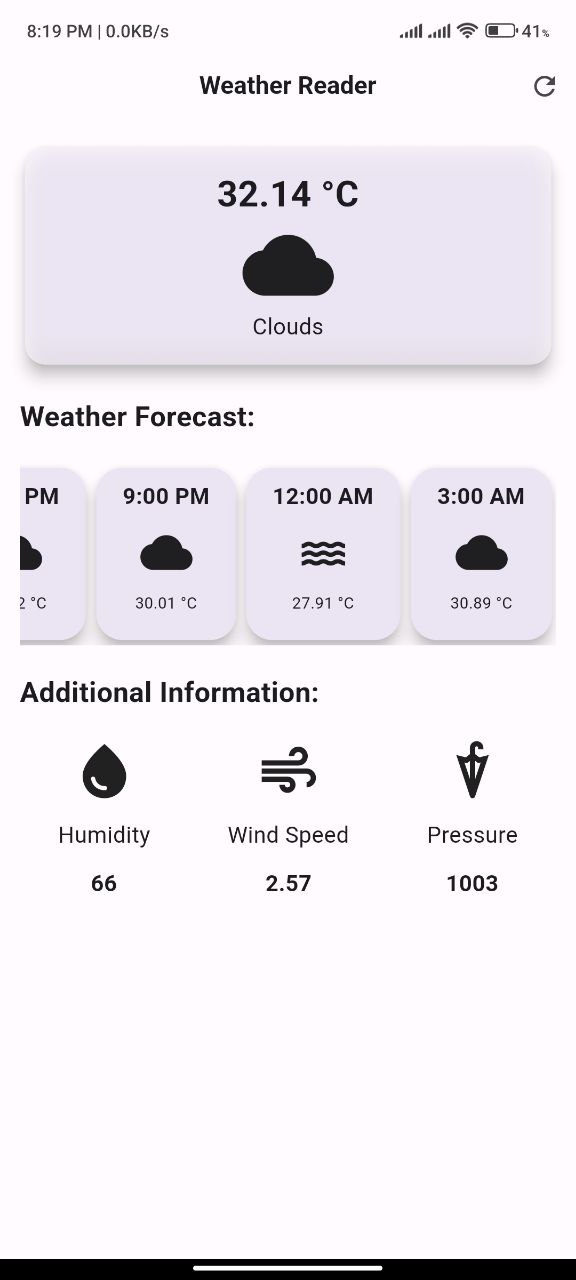 8:19 PM | 0.0KB/s 41%
Weather Reader
32.14 °C
Clouds
Weather Forecast:
PM 9:00 PM 12:00 AM 3:00 AM
2 °C 30.01 °C 27.91 °C 30.89 °C
Additional Information:
Humidity Wind Speed Pressure
66 2.57 1003